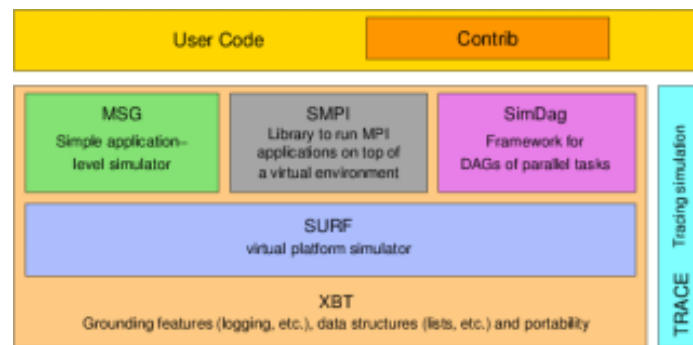 User Code
Contrib
MSG
Simple application–
level simulator
SMPI
Library to run MPI
applications on top of
a virtual environment
SimDag
Framework for
DAGs of parallel tasks
SURF
virtual platform simulator
XBT
Grounding features (logging, etc.), data structures (lists, etc.) and portability
TRACE
Tracing simulation